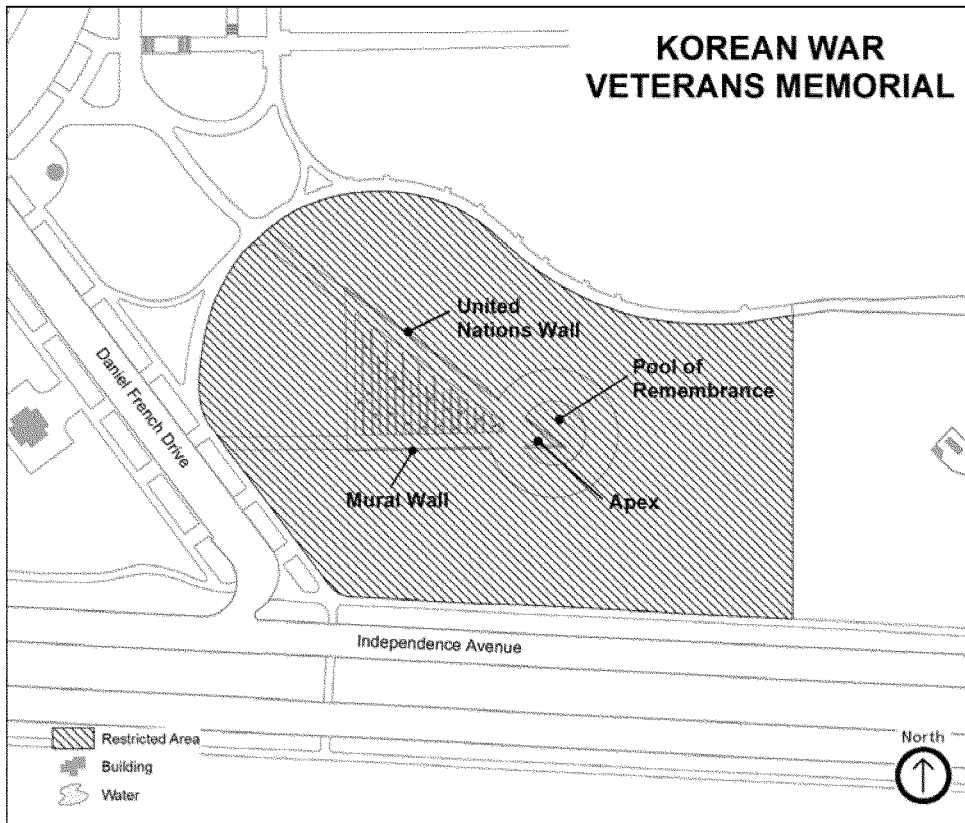 KOREAN WAR
VETERANS MEMORIAL
United
Nations Wall
Pool of
Remembrance
Daniel French Drive
Mural Wall
Apex
Independence Avenue
Restricted Area
Building
Water
North